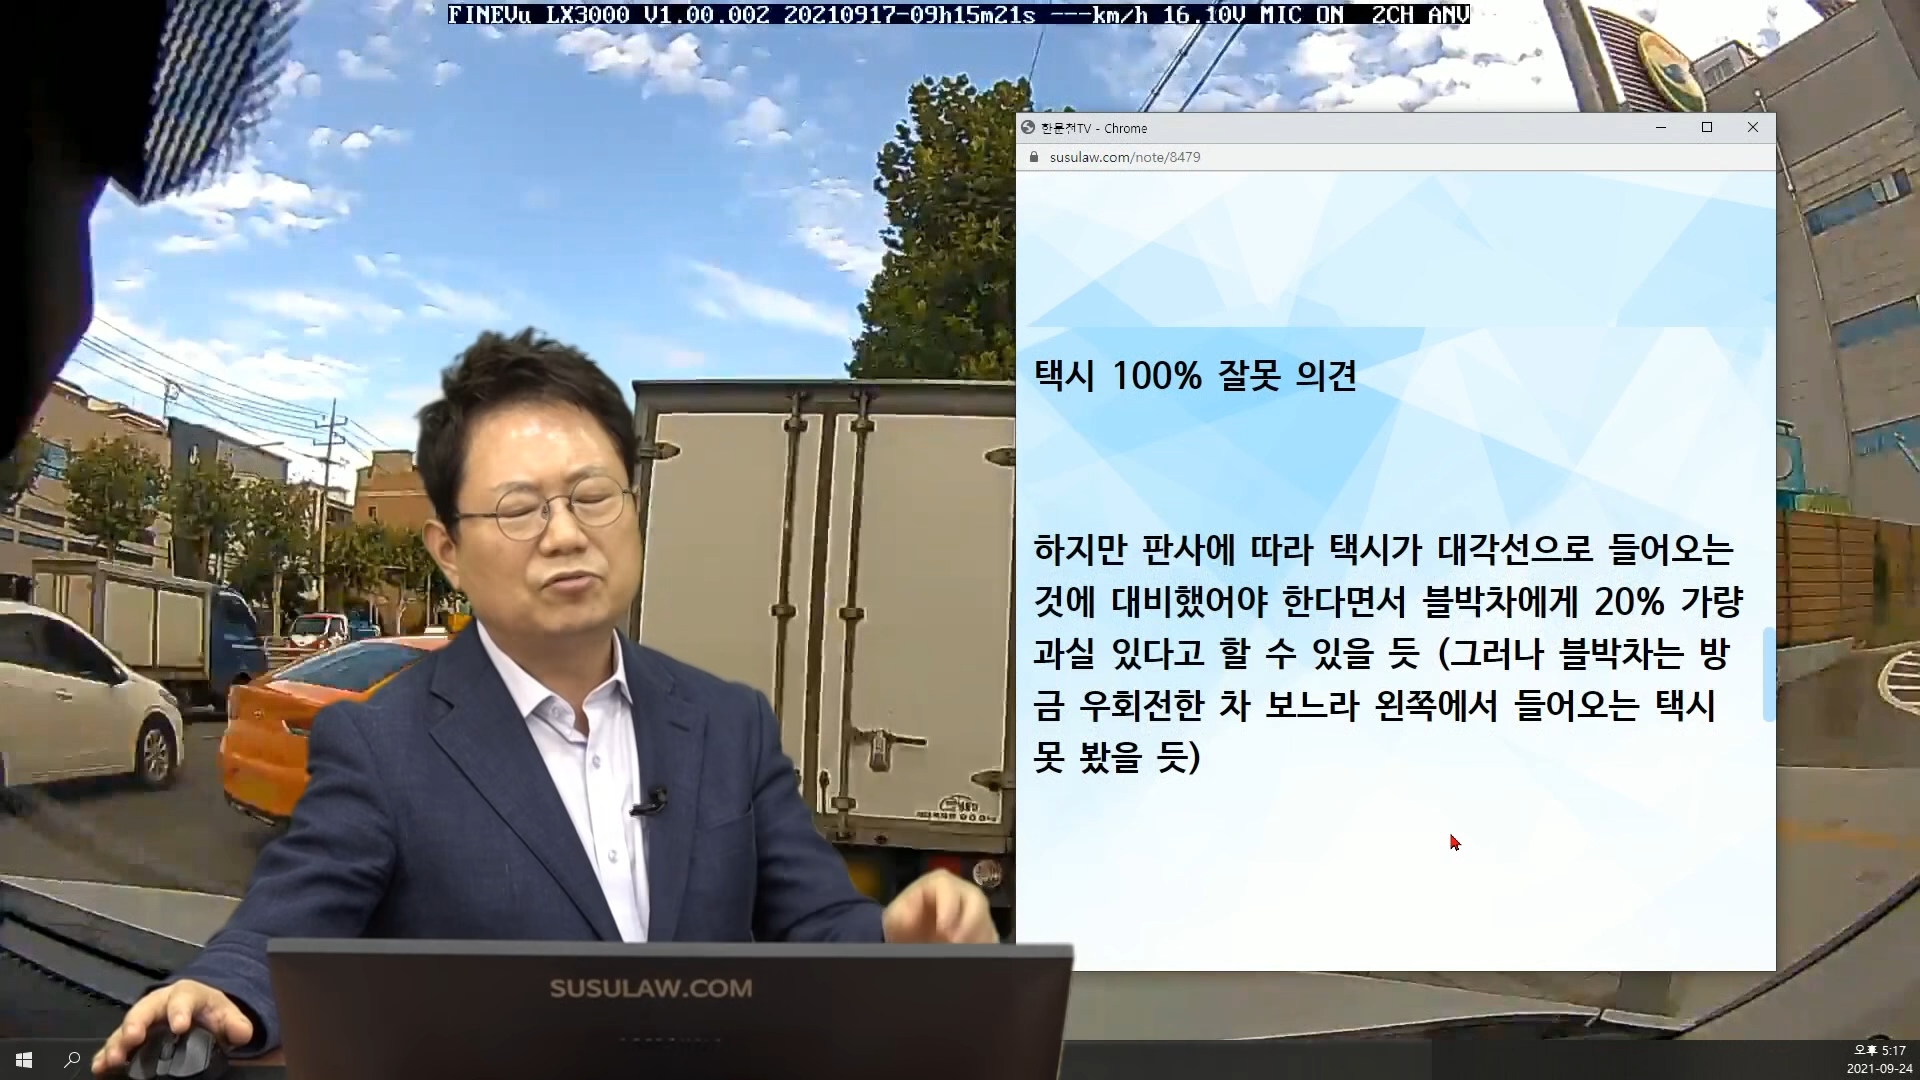 FINEVu LX3000 V1.00.002 20210917-09h15m21s ---km/h 16.10V MIC ON 2CH ANV
한문철TV - Chrome
susulaw.com/note/8479
택시 100% 잘못 의견
하지만 판사에 따라 택시가 대각선으로 들어오는
것에 대비했어야 한다면서 블박차에게 20% 가량
과실 있다고 할 수 있을 듯 (그러나 블박차는 방
금 우회전한 차 보느라 왼쪽에서 들어오는 택시
못 봤을 듯)
SUSULAW.COM
오후 5:17
2021-09-24